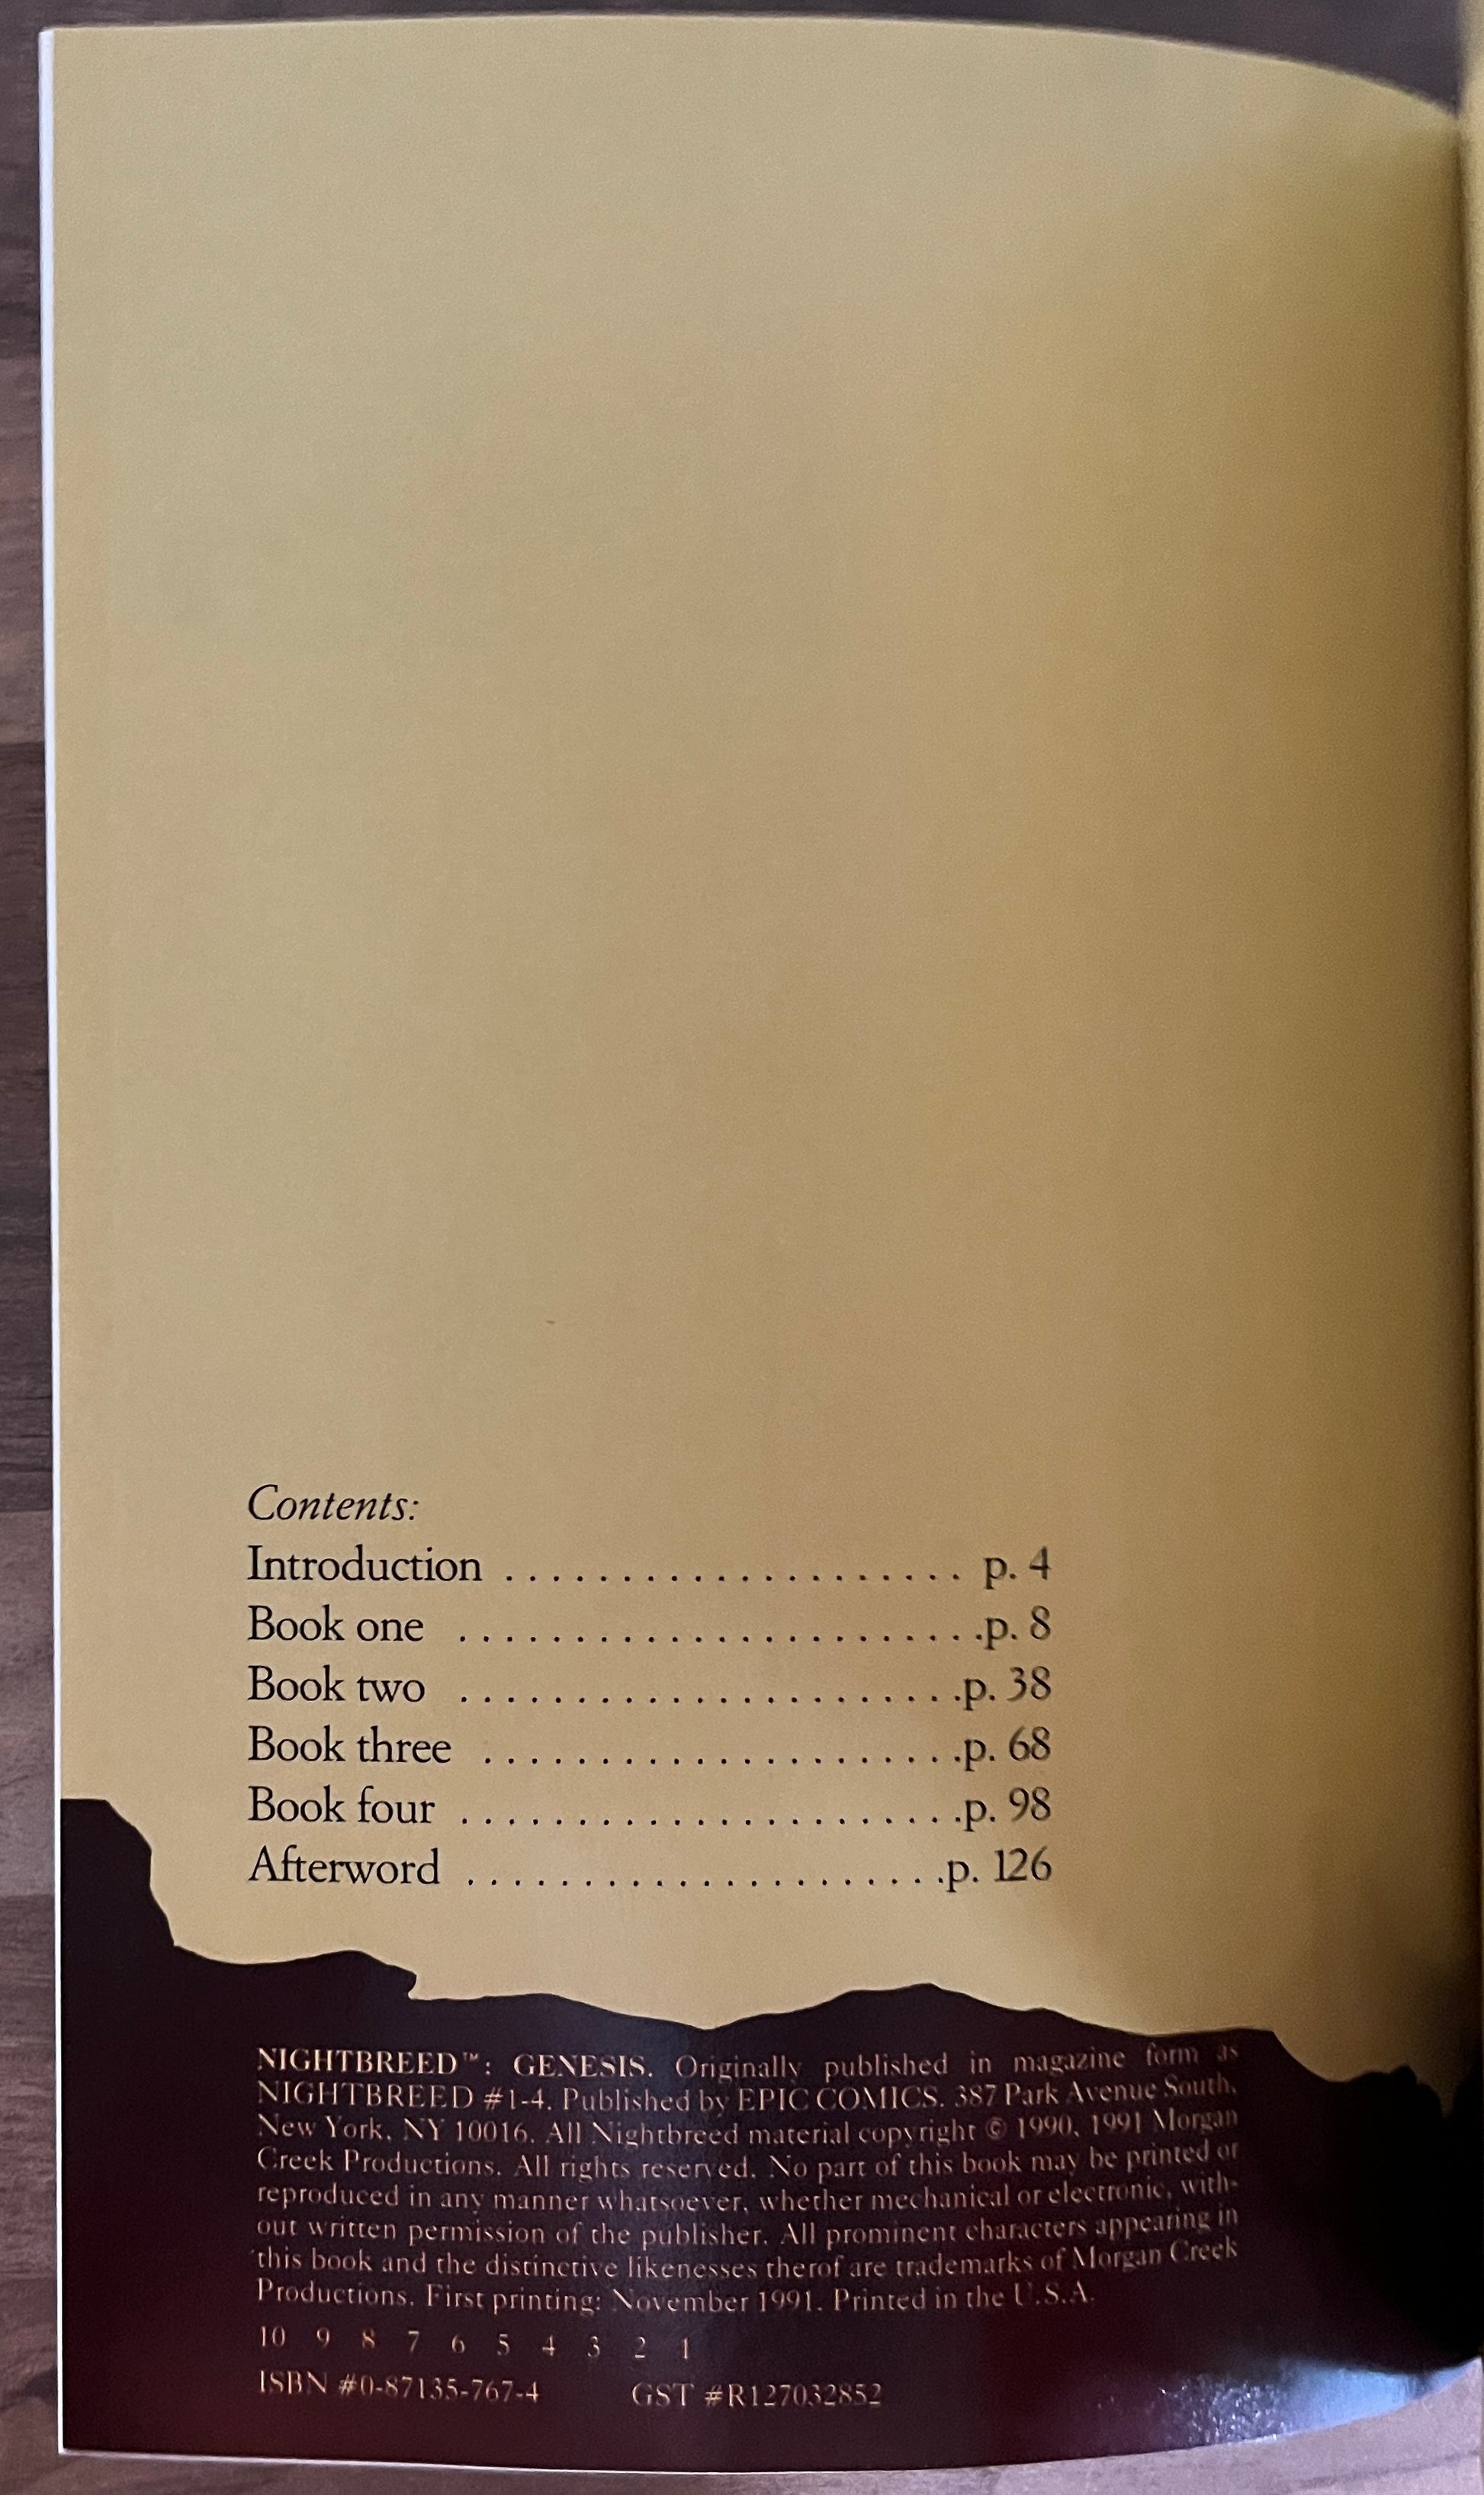 Contents:
Introduction . . . . . . . . . . . . . . . . . . . . p. 4
Book one . . . . . . . . . . . . . . . . . . . . . . .p. 8
Book two . . . . . . . . . . . . . . . . . . . . . .p. 38
Book three . . . . . . . . . . . . . . . . . . . . .p. 68
Book four . . . . . . . . . . . . . . . . . . . . . .p. 98
Afterword . . . . . . . . . . . . . . . . . . . . .p. 126
NIGHTBREED™: GENESIS. Originally published in magazine form as
NIGHTBREED #1-4. Published by EPIC COMICS. 387 Park Avenue South,
New York, NY 10016. All Nightbreed material copyright © 1990, 1991 Morgan
Creek Productions. All rights reserved. No part of this book may be printed or
reproduced in any manner whatsoever, whether mechanical or electronic, with-
out written permission of the publisher. All prominent characters appearing in
this book and the distinctive likenesses therof are trademarks of Morgan Creek
Productions. First printing: November 1991. Printed in the U.S.A.
10 9 8 7 6 5 4 3 2 1
ISBN #0-87135-767-4 GST #R127032852